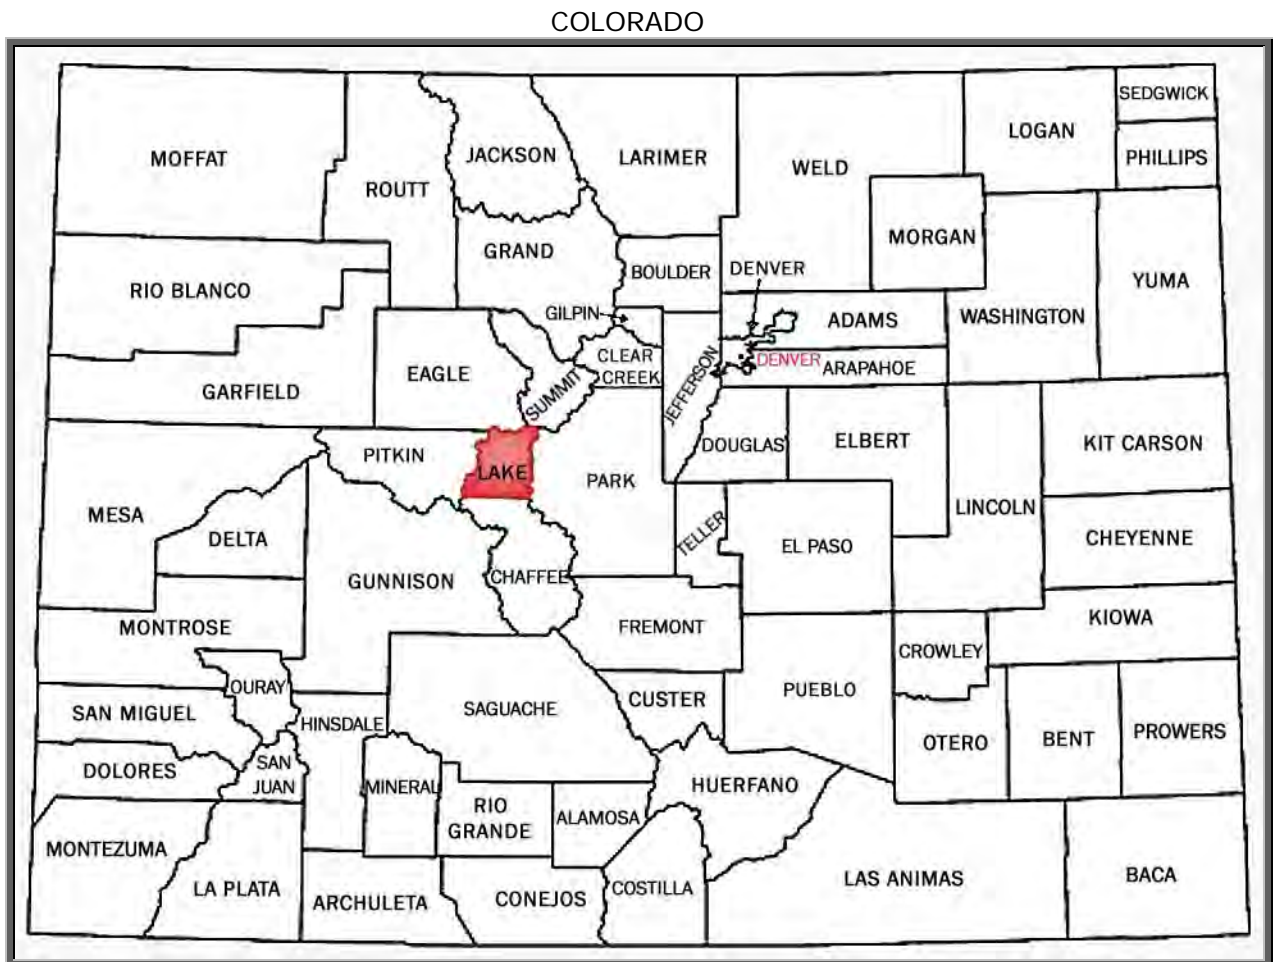 COLORADO
SEDGWICK
LOGAN
MOFFAT
JACKSON
LARIMER
PHILLIPS
WELD
ROUTT
MORGAN
GRAND
BOULDER
DENVER
YUMA
RIO BLANCO
GILPIN
ADAMS
WASHINGTON
CLEAR
CREEK
DENVER
ARAPAHOE
EAGLE
JEFFERSON
GARFIELD
SUMMIT
ELBERT
KIT CARSON
DOUGLAS
PITKIN
LAKE
PARK
LINCOLN
MESA
DELTA
TELLER
EL PASO
CHEYENNE
GUNNISON
CHAFFEE
KIOWA
MONTROSE
FREMONT
CROWLEY
OURAY
PUEBLO
CUSTER
SAGUACHE
SAN MIGUEL
HINSDALE
PROWERS
BENT
OTERO
SAN
JUAN
DOLORES
MINERAL
HUERFANO
RIO
GRANDE
ALAMOSA
MONTEZUMA
BACA
LAS ANIMAS
LA PLATA
COSTILLA
CONEJOS
ARCHULETA